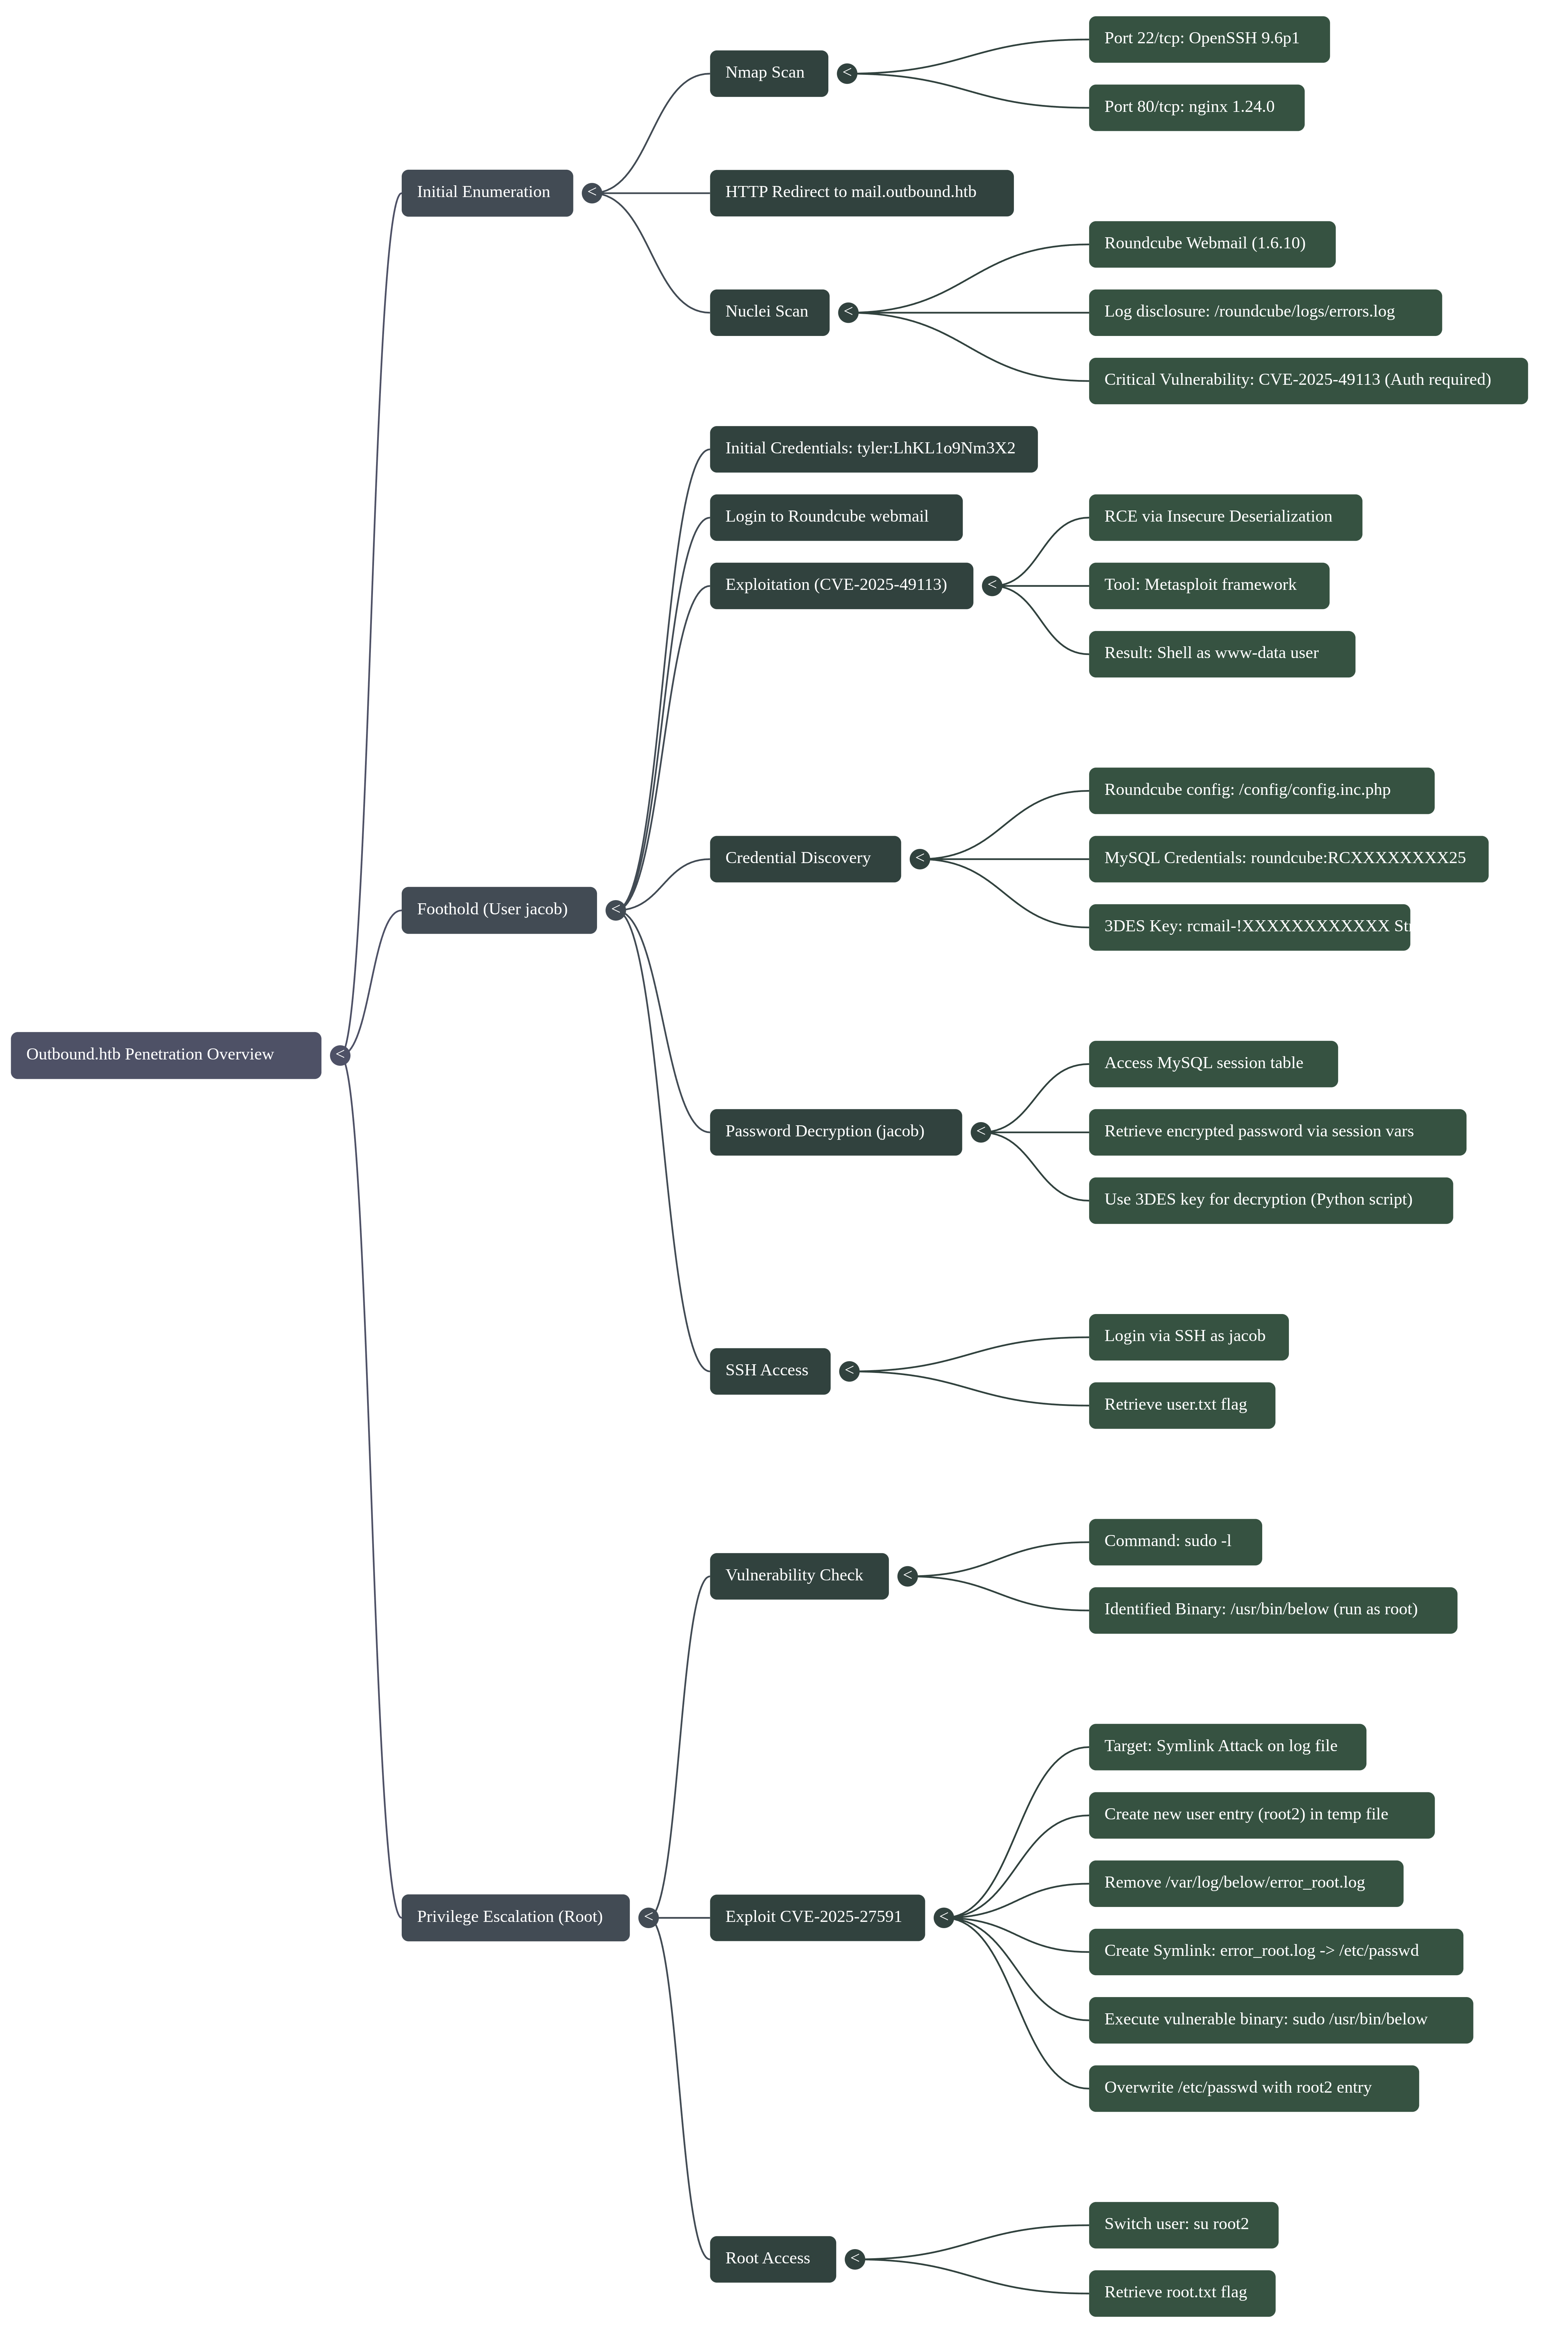 Outbound.htb Penetration Overview
<
Initial Enumeration
<
Nmap Scan
<
Port 22/tcp: OpenSSH 9.6p1
Port 80/tcp: nginx 1.24.0
HTTP Redirect to mail.outbound.htb
Nuclei Scan
<
Roundcube Webmail (1.6.10)
Log disclosure: /roundcube/logs/errors.log
Critical Vulnerability: CVE-2025-49113 (Auth required)
Foothold (User jacob)
<
Initial Credentials: tyler:LhKL1o9Nm3X2
Login to Roundcube webmail
Exploitation (CVE-2025-49113)
<
RCE via Insecure Deserialization
Tool: Metasploit framework
Result: Shell as www-data user
Credential Discovery
<
Roundcube config: /config/config.inc.php
MySQL Credentials: roundcube:RCXXXXXXXX25
3DES Key: rcmail-!XXXXXXXXXXXX
Password Decryption (jacob)
<
Access MySQL session table
Retrieve encrypted password via session vars
Use 3DES key for decryption (Python script)
SSH Access
<
Login via SSH as jacob
Retrieve user.txt flag
Privilege Escalation (Root)
<
Vulnerability Check
<
Command: sudo -l
Identified Binary: /usr/bin/below (run as root)
Exploit CVE-2025-27591
<
Target: Symlink Attack on log file
Create new user entry (root2) in temp file
Remove /var/log/below/error_root.log
Create Symlink: error_root.log -> /etc/passwd
Execute vulnerable binary: sudo /usr/bin/below
Overwrite /etc/passwd with root2 entry
Root Access
<
Switch user: su root2
Retrieve root.txt flag